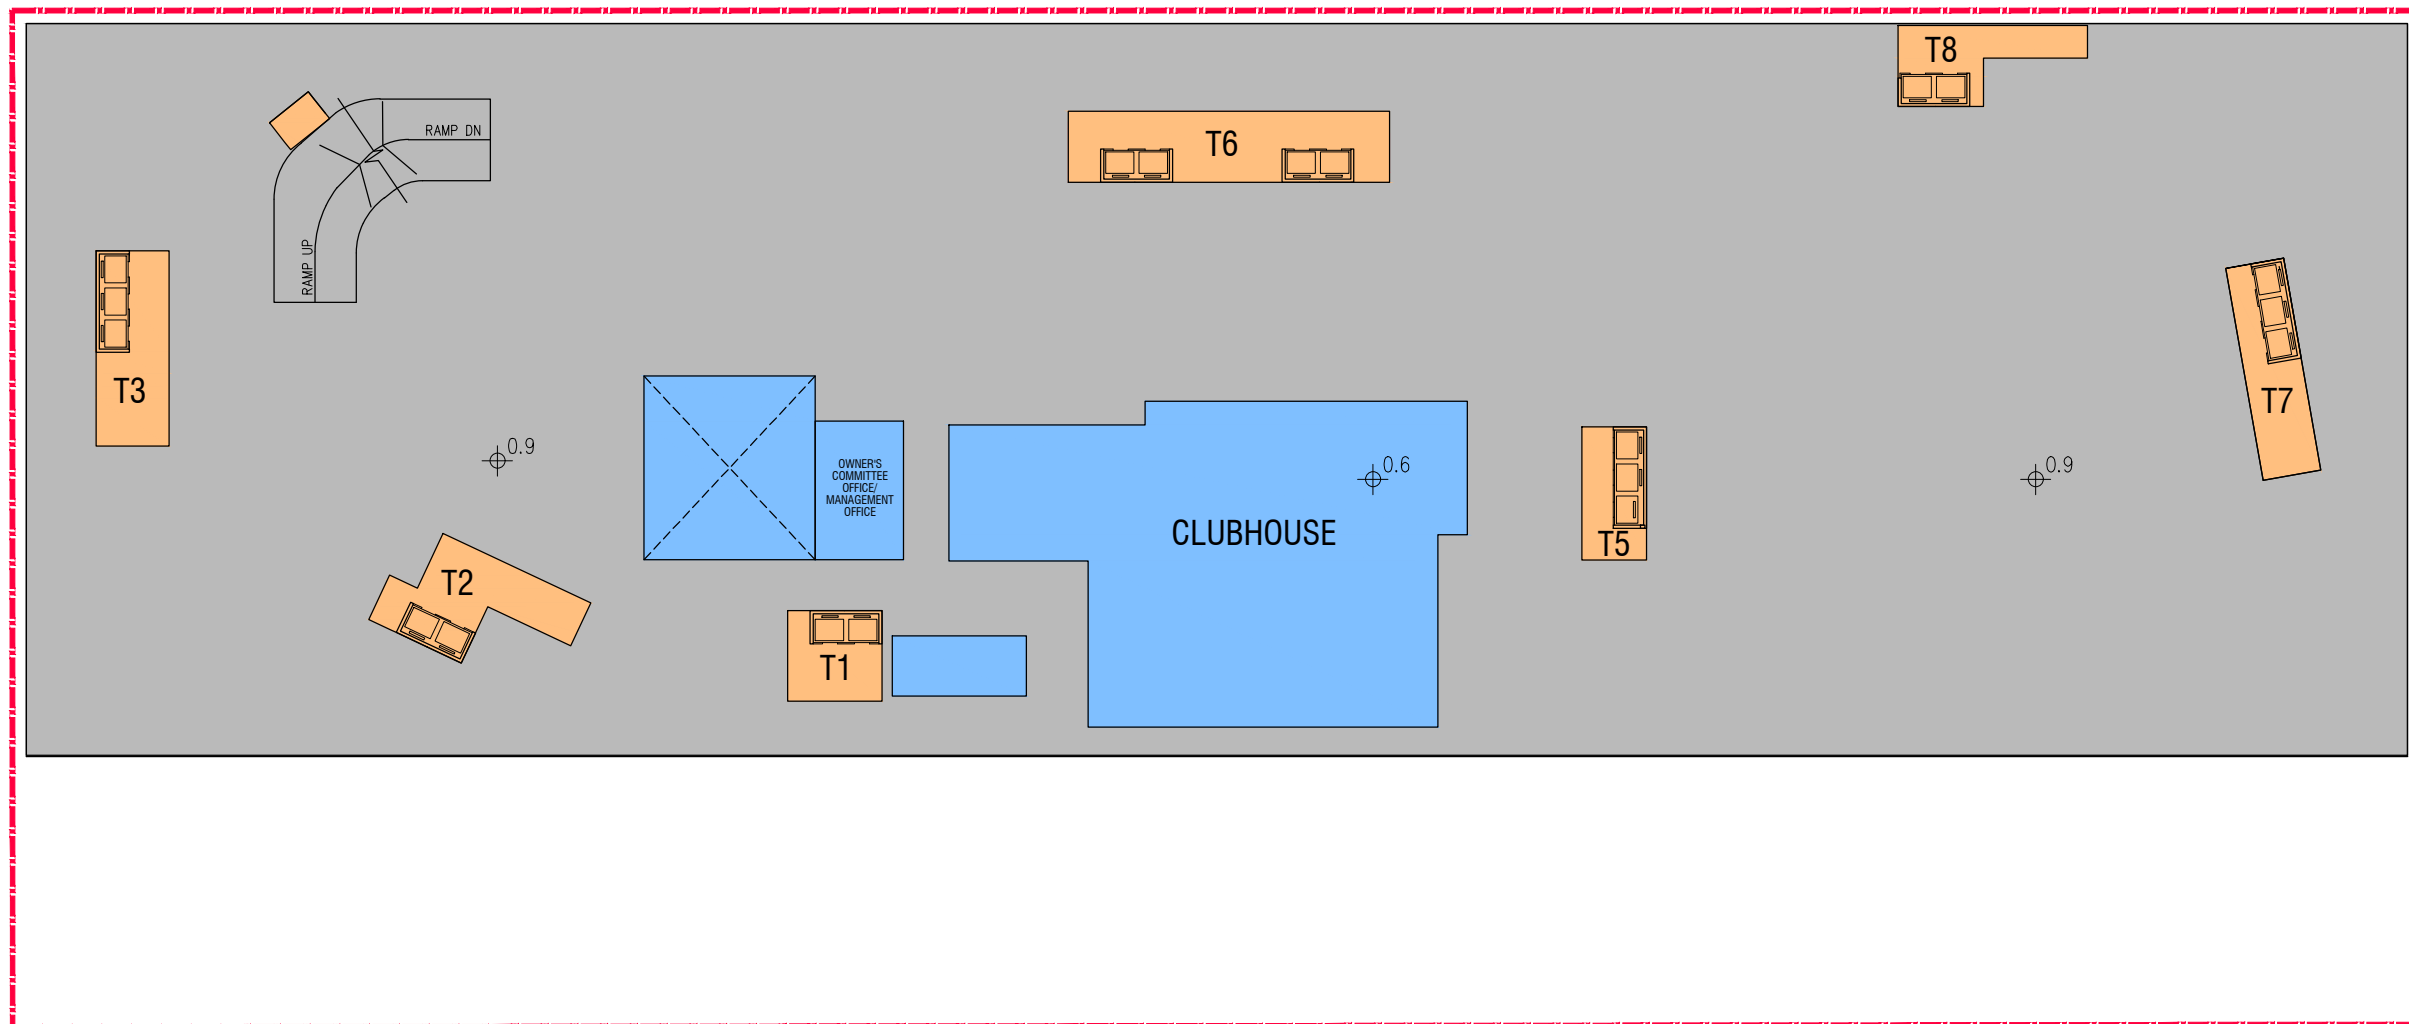 T8
RAMP DN
T6
RAMP UP
T3
T7
0.9
OWNER'S
COMMITTEE
OFFICE/
MANAGEMENT
OFFICE
0.6
0.9
CLUBHOUSE
T5
T2
T1